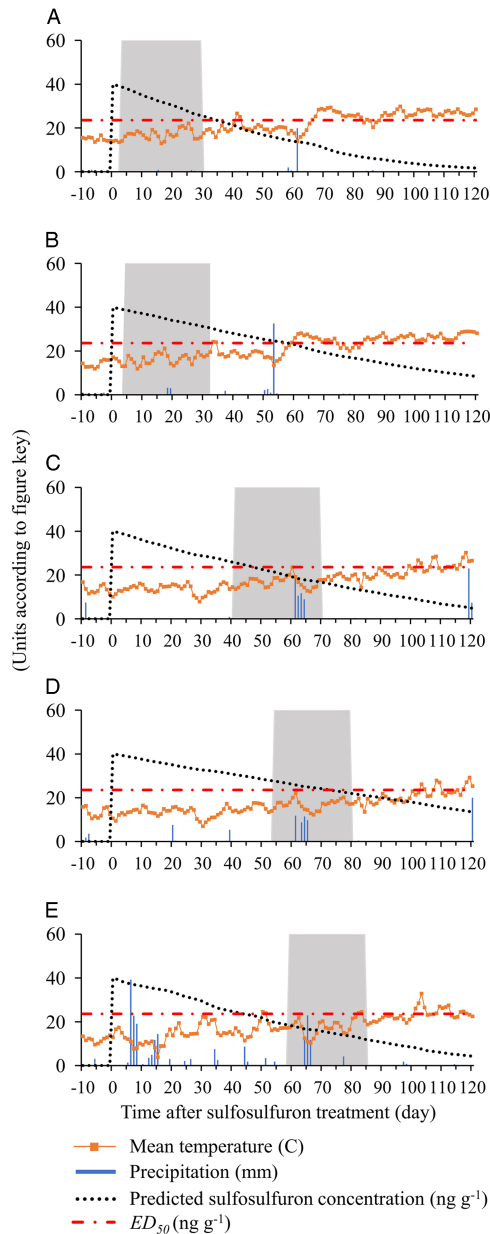 A
60
40
20
0
-10 0 10 20 30 40 50 60 70 80 90 100 110 120
B
60
40
20
0
-10 0 10 20 30 40 50 60 70 80 90 100 110 120
C
60
40
20
0
-10 0 10 20 30 40 50 60 70 80 90 100 110 120
(Units according to figure key)
D
60
40
20
0
-10 0 10 20 30 40 50 60 70 80 90 100 110 120
E
60
40
20
0
-10 0 10 20 30 40 50 60 70 80 90 100 110 120
Time after sulfosulfuron treatment (day)
Mean temperature (C)
Precipitation (mm)
Predicted sulfosulfuron concentration (ng g⁻¹)
ED₅₀ (ng g⁻¹)